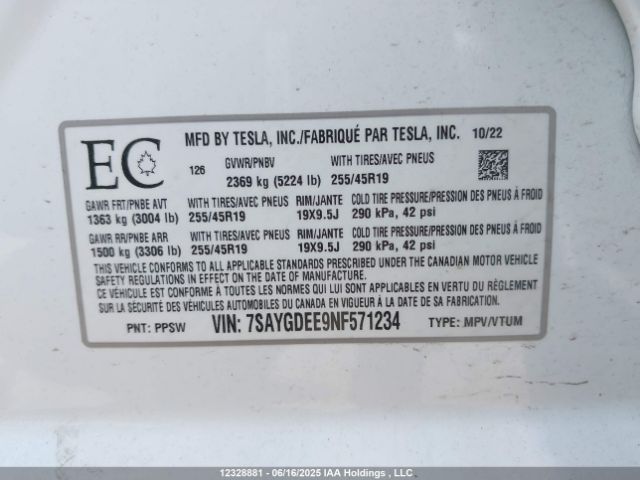 EC
MFD BY TESLA, INC./FABRIQUÉ PAR TESLA, INC. 10/22
126 GVWR/PNBV WITH TIRES/AVEC PNEUS
2369 kg (5224 lb) 255/45R19
GAWR FRT/PNBE AVT WITH TIRES/AVEC PNEUS RIM/JANTE COLD TIRE PRESSURE/PRESSION DES PNEUS À FROID
1363 kg (3004 lb) 255/45R19 19X9.5J 290 kPa, 42 psi
GAWR RR/PNBE ARR WITH TIRES/AVEC PNEUS RIM/JANTE COLD TIRE PRESSURE/PRESSION DES PNEUS À FROID
1500 kg (3306 lb) 255/45R19 19X9.5J 290 kPa, 42 psi
THIS VEHICLE CONFORMS TO ALL APPLICABLE STANDARDS PRESCRIBED UNDER THE CANADIAN MOTOR VEHICLE
SAFETY REGULATIONS IN EFFECT ON THE DATE OF MANUFACTURE.
CE VÉHICULE EST CONFORME À TOUTES LES NORMES QUI LUI SONT APPLICABLES EN VERTU DU RÈGLEMENT
SUR LA SÉCURITÉ DES VÉHICULES AUTOMOBILES DU CANADA EN VIGUEUR À LA DATE DE SA FABRICATION.
PNT: PPSW VIN: 7SAYGDEE9NF571234 TYPE: MPV/VTUM
12328881 - 06/16/2025 IAA Holdings , LLC.